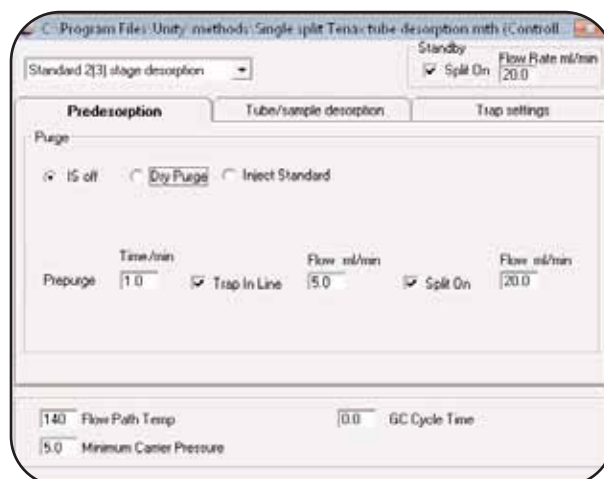 C: Program Files Unity methods Single split Tenax tube desorption.mth (Controll
Standby
Standard 2(3) stage desorption
Split On
Flow Rate ml/min
20.0
Predesorption
Tube/sample desorption
Trap settings
Purge
IS off
Dry Purge
Inject Standard
Time/min
Flow ml/min
Flow ml/min
Prepurge
1.0
Trap In Line
5.0
Split On
20.0
140 Flow Path Temp
0.0 GC Cycle Time
5.0 Minimum Carrier Pressure